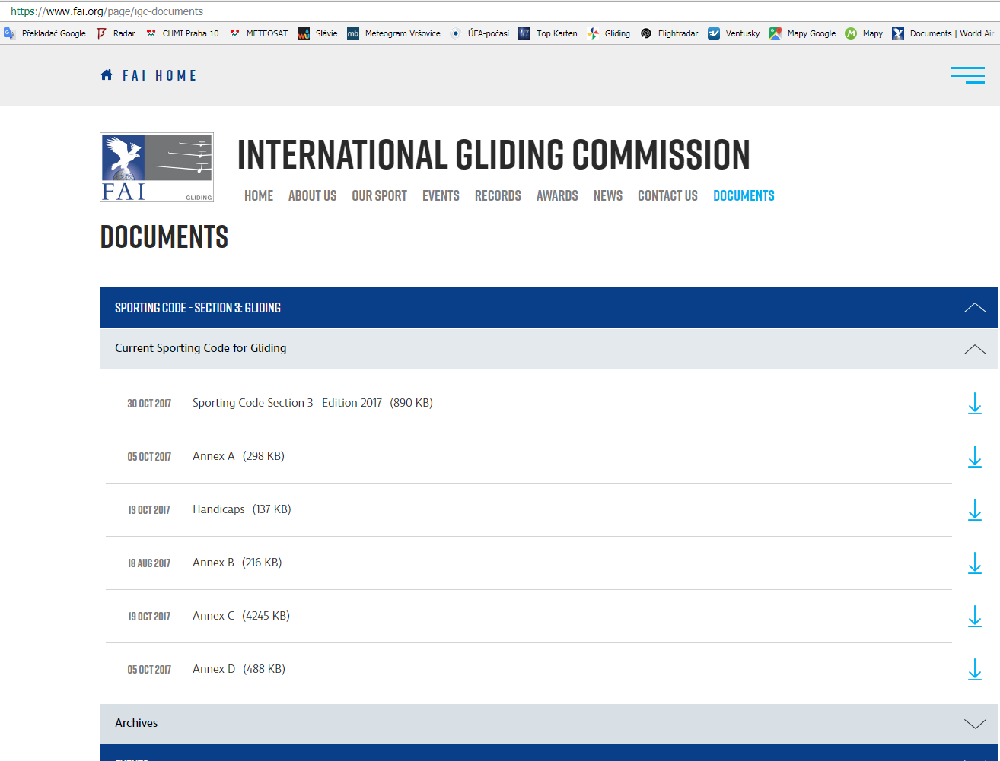 https://www.fai.org/page/igc-documents
Překladač Google Radar CHMI Praha 10 METEOSAT Slávie mb Meteogram Vršovice ÚFA-počasí Top Karten Gliding Flightradar Ventusky Mapy Google Mapy Documents | World Air
FAI HOME
INTERNATIONAL GLIDING COMMISSION
FAI GLIDING
HOME ABOUT US OUR SPORT EVENTS RECORDS AWARDS NEWS CONTACT US DOCUMENTS
DOCUMENTS
SPORTING CODE - SECTION 3: GLIDING
Current Sporting Code for Gliding
30 OCT 2017 Sporting Code Section 3 - Edition 2017 (890 KB)
05 OCT 2017 Annex A (298 KB)
13 OCT 2017 Handicaps (137 KB)
18 AUG 2017 Annex B (216 KB)
19 OCT 2017 Annex C (4245 KB)
05 OCT 2017 Annex D (488 KB)
Archives